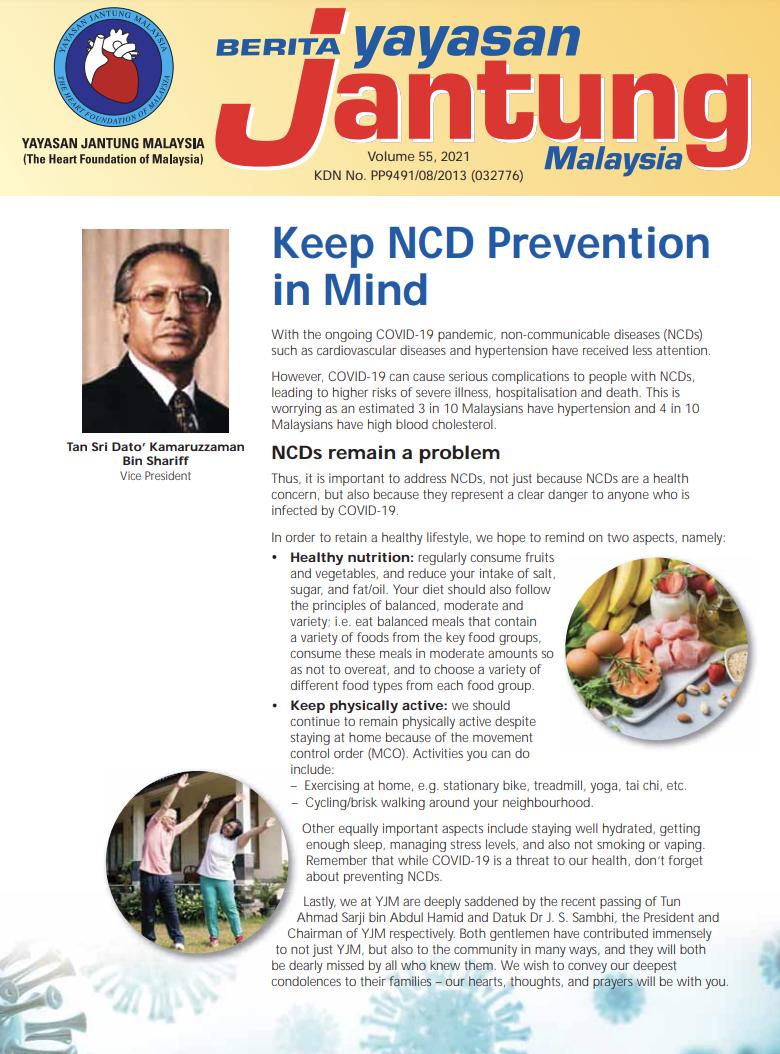 YAYASAN JANTUNG MALAYSIA
THE HEART FOUNDATION OF MALAYSIA
YAYASAN JANTUNG MALAYSIA
(The Heart Foundation of Malaysia)
BERITA yayasan
Jantung
Malaysia
Volume 55, 2021
KDN No. PP9491/08/2013 (032776)
Tan Sri Dato’ Kamaruzzaman
Bin Shariff
Vice President
Keep NCD Prevention
in Mind
With the ongoing COVID-19 pandemic, non-communicable diseases (NCDs)
such as cardiovascular diseases and hypertension have received less attention.
However, COVID-19 can cause serious complications to people with NCDs,
leading to higher risks of severe illness, hospitalisation and death. This is
worrying as an estimated 3 in 10 Malaysians have hypertension and 4 in 10
Malaysians have high blood cholesterol.
NCDs remain a problem
Thus, it is important to address NCDs, not just because NCDs are a health
concern, but also because they represent a clear danger to anyone who is
infected by COVID-19.
In order to retain a healthy lifestyle, we hope to remind on two aspects, namely:
• Healthy nutrition: regularly consume fruits
and vegetables, and reduce your intake of salt,
sugar, and fat/oil. Your diet should also follow
the principles of balanced, moderate and
variety; i.e. eat balanced meals that contain
a variety of foods from the key food groups,
consume these meals in moderate amounts so
as not to overeat, and to choose a variety of
different food types from each food group.
• Keep physically active: we should
continue to remain physically active despite
staying at home because of the movement
control order (MCO). Activities you can do
include:
– Exercising at home, e.g. stationary bike, treadmill, yoga, tai chi, etc.
– Cycling/brisk walking around your neighbourhood.
Other equally important aspects include staying well hydrated, getting
enough sleep, managing stress levels, and also not smoking or vaping.
Remember that while COVID-19 is a threat to our health, don’t forget
about preventing NCDs.
Lastly, we at YJM are deeply saddened by the recent passing of Tun
Ahmad Sarji bin Abdul Hamid and Datuk Dr J. S. Sambhi, the President and
Chairman of YJM respectively. Both gentlemen have contributed immensely
to not just YJM, but also to the community in many ways, and they will both
be dearly missed by all who knew them. We wish to convey our deepest
condolences to their families – our hearts, thoughts, and prayers will be with you.